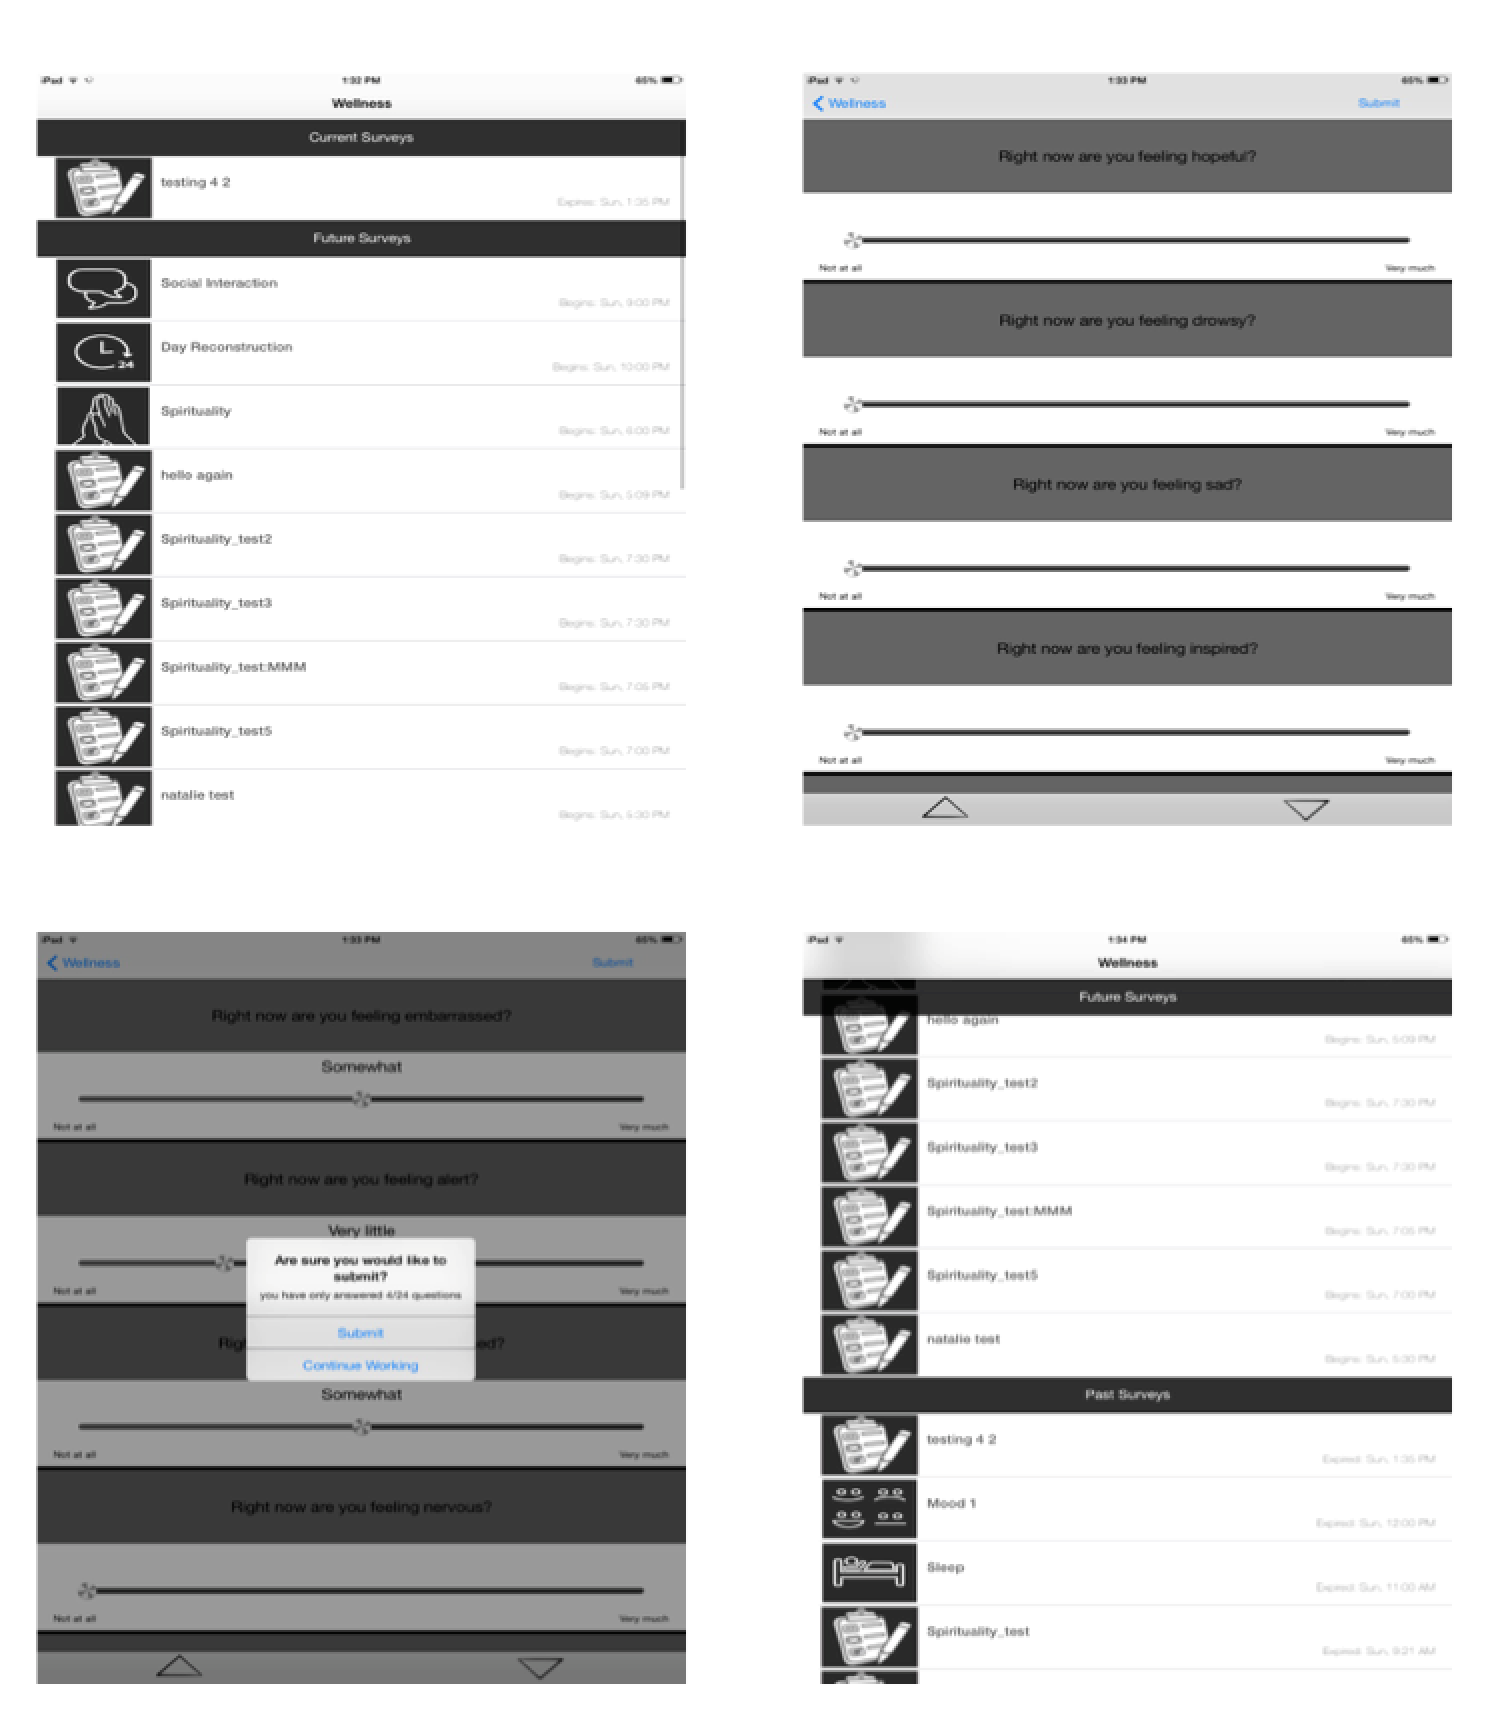 iPad
1:32 PM
65%
Wellness
Current Surveys
testing 4 2
Expires: Sun, 1:35 PM
Future Surveys
Social Interaction
Begins: Sun, 9:00 PM
24
Day Reconstruction
Begins: Sun, 10:00 PM
Spirituality
Begins: Sun, 6:00 PM
hello again
Begins: Sun, 5:09 PM
Spirituality_test2
Begins: Sun, 7:30 PM
Spirituality_test3
Begins: Sun, 7:30 PM
Spirituality_test:MMM
Begins: Sun, 7:05 PM
Spirituality_test5
Begins: Sun, 7:00 PM
natalie test
Begins: Sun, 5:30 PM
iPad
1:33 PM
65%
Wellness
Submit
Right now are you feeling hopeful?
Not at all
Very much
Right now are you feeling drowsy?
Not at all
Very much
Right now are you feeling sad?
Not at all
Very much
Right now are you feeling inspired?
Not at all
Very much
iPad
1:33 PM
65%
Wellness
Submit
Right now are you feeling embarrassed?
Somewhat
Not at all
Very much
Right now are you feeling alert?
Very little
Not at all
Very much
Are sure you would like to
submit?
you have only answered 4/24 questions
Submit
Continue Working
Righ
ed?
Somewhat
Not at all
Very much
Right now are you feeling nervous?
Not at all
Very much
iPad
1:34 PM
65%
Wellness
Future Surveys
hello again
Begins: Sun, 5:09 PM
Spirituality_test2
Begins: Sun, 7:30 PM
Spirituality_test3
Begins: Sun, 7:30 PM
Spirituality_test:MMM
Begins: Sun, 7:05 PM
Spirituality_test5
Begins: Sun, 7:00 PM
natalie test
Begins: Sun, 5:30 PM
Past Surveys
testing 4 2
Expired: Sun, 1:35 PM
Mood 1
Expired: Sun, 12:00 PM
Sleep
Expired: Sun, 11:00 AM
Spirituality_test
Expired: Sun, 9:21 AM